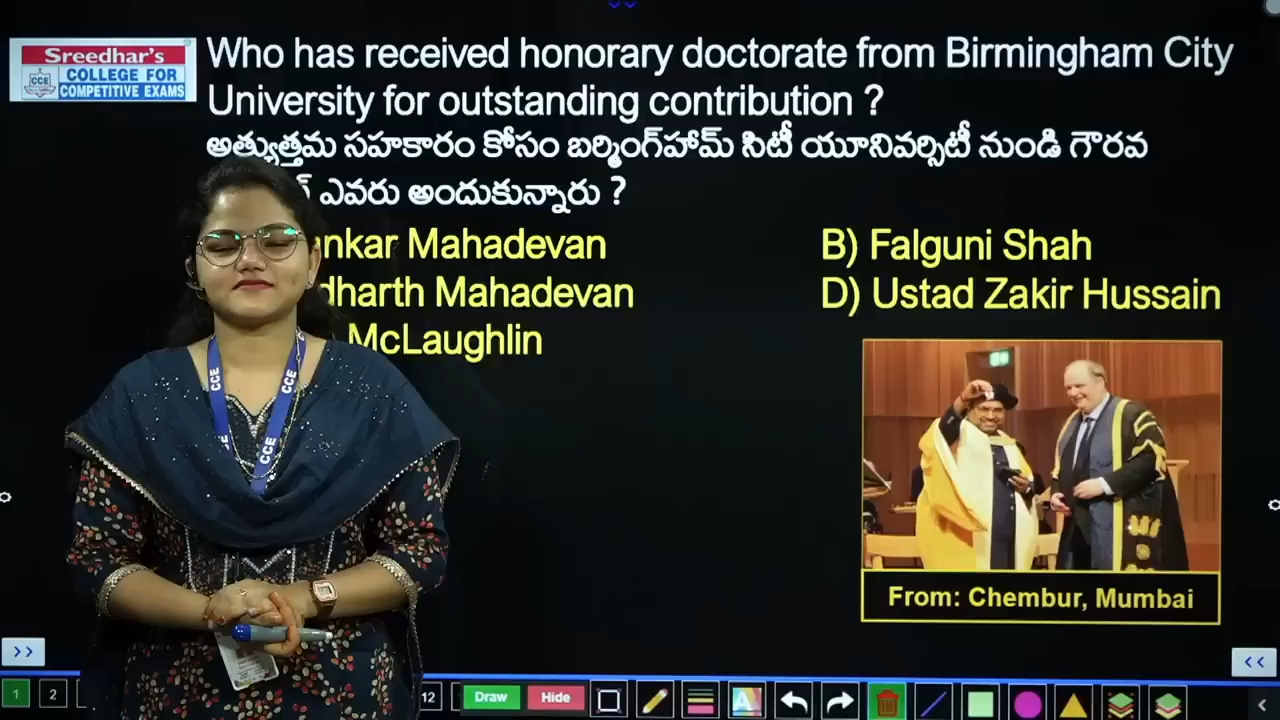 Sreedhar's
CCE
COLLEGE FOR
COMPETITIVE EXAMS
Who has received honorary doctorate from Birmingham City
University for outstanding contribution ?
అత్యుత్తమ సహకారం కోసం బర్మింగ్‌హామ్ సిటీ యూనివర్సిటీ నుండి గౌరవ
ఎవరు అందుకున్నారు ?
Mahadevan
B) Falguni Shah
Mahadevan
D) Ustad Zakir Hussain
McLaughlin
From: Chembur, Mumbai
CCE
CCE
CCE
>>
<<
1
2
12
Draw
Hide
<